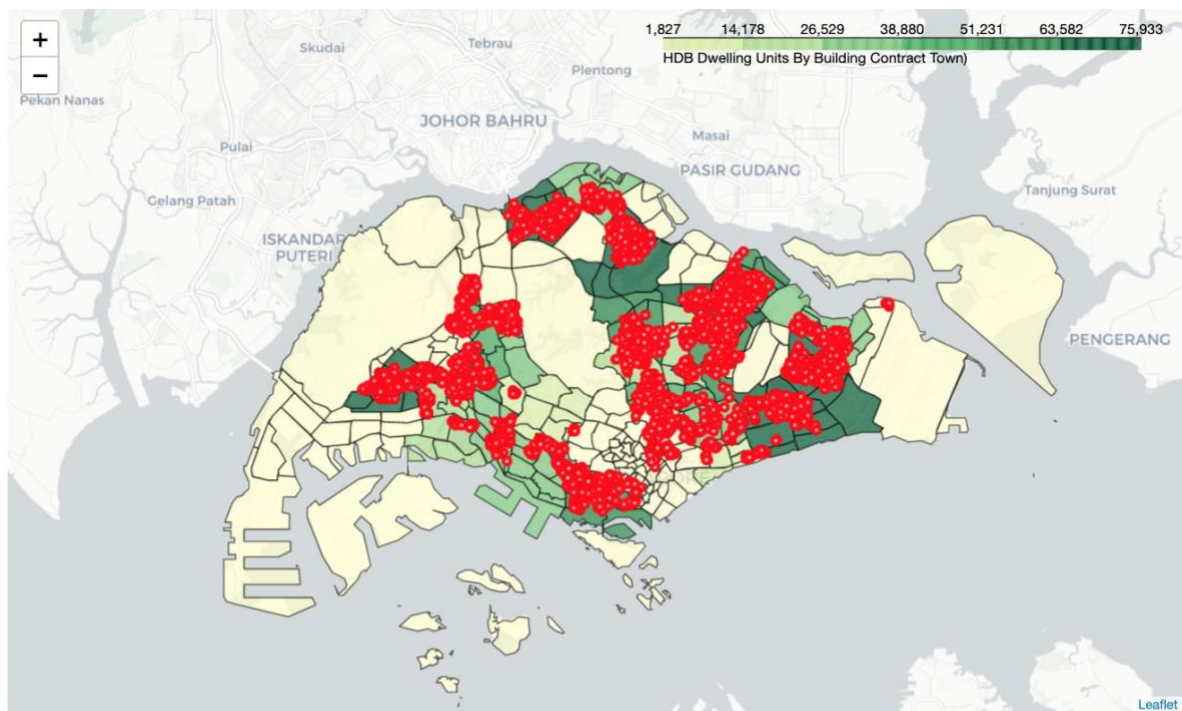 +
−
1,827 14,178 26,529 38,880 51,231 63,582 75,933
HDB Dwelling Units By Building Contract Town)
Skudai
Tebrau
Plentong
Pekan Nanas
JOHOR BAHRU
Masai
Pulai
PASIR GUDANG
Tanjung Surat
Gelang Patah
ISKANDAR
PUTERI
PENGERANG
Leaflet